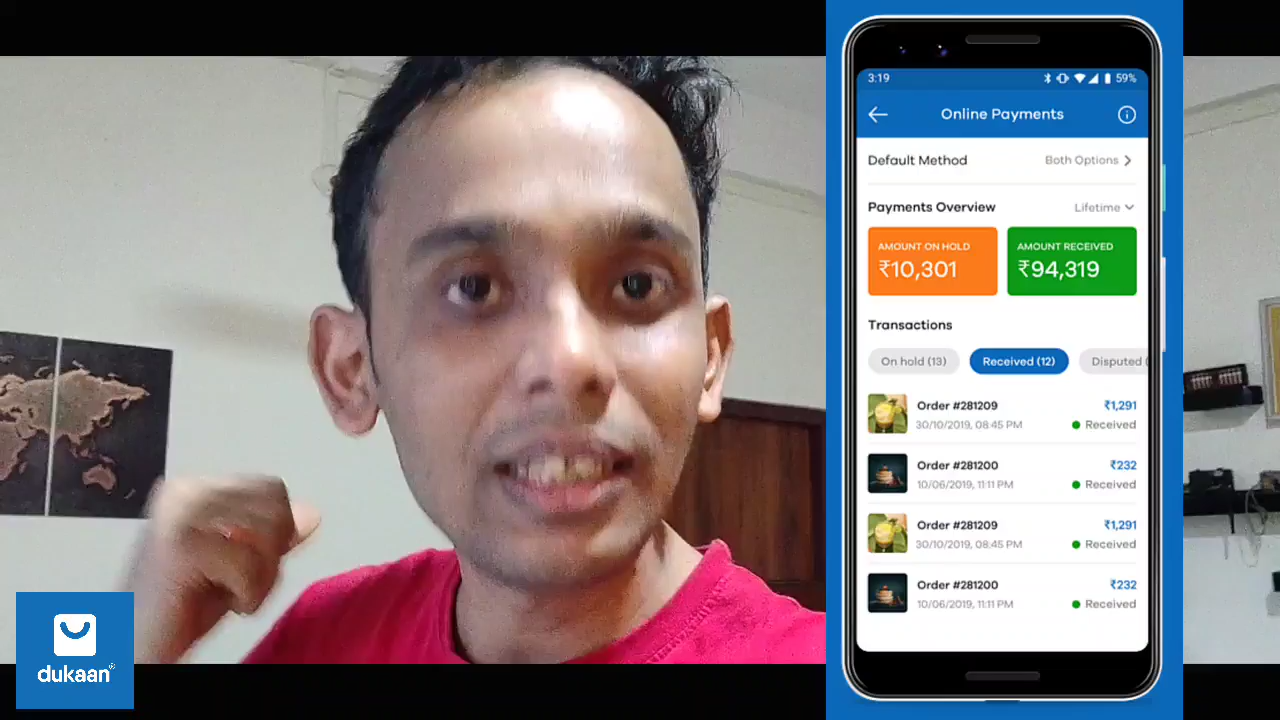 3:19
59%
Online Payments
Default Method
Both Options
Payments Overview
Lifetime
AMOUNT ON HOLD
AMOUNT RECEIVED
₹10,301
₹94,319
Transactions
On hold (13)
Received (12)
Disputed (
Order #281209
₹1,291
30/10/2019, 08:45 PM
Received
Order #281200
₹232
10/06/2019, 11:11 PM
Received
Order #281209
₹1,291
30/10/2019, 08:45 PM
Received
Order #281200
₹232
10/06/2019, 11:11 PM
Received
dukaan®